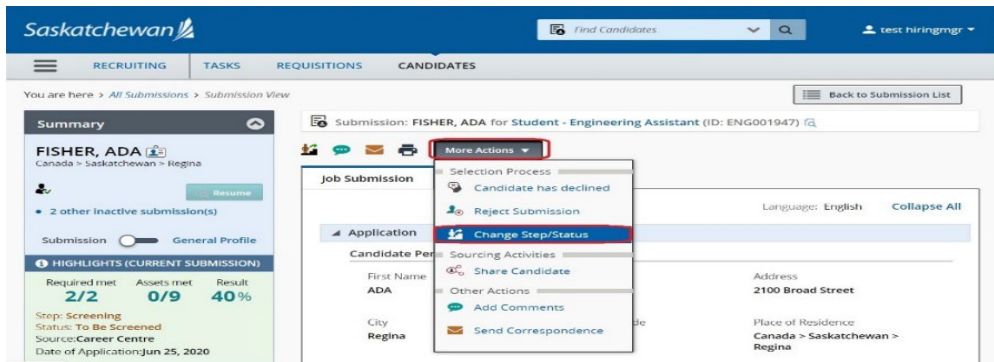 Saskatchewan
Find Candidates
test hiringmgr
RECRUITING
TASKS
REQUISITIONS
CANDIDATES
You are here > All Submissions > Submission View
Back to Submission List
Summary
FISHER, ADA
Canada > Saskatchewan > Regina
Resume
2 other inactive submission(s)
Submission
General Profile
HIGHLIGHTS (CURRENT SUBMISSION)
Required met
Assets met
Result
2/2
0/9
40%
Step: Screening
Status: To Be Screened
Source:Career Centre
Date of Application:Jun 25, 2020
Submission: FISHER, ADA for Student - Engineering Assistant (ID: ENG001947)
More Actions
Job Submission
Selection Process
Candidate has declined
Reject Submission
Change Step/Status
Sourcing Activities
Share Candidate
Other Actions
Add Comments
Send Correspondence
Language: English
Collapse All
Application
Candidate Per
First Name
ADA
City
Regina
Address
2100 Broad Street
Place of Residence
Canada > Saskatchewan >
Regina